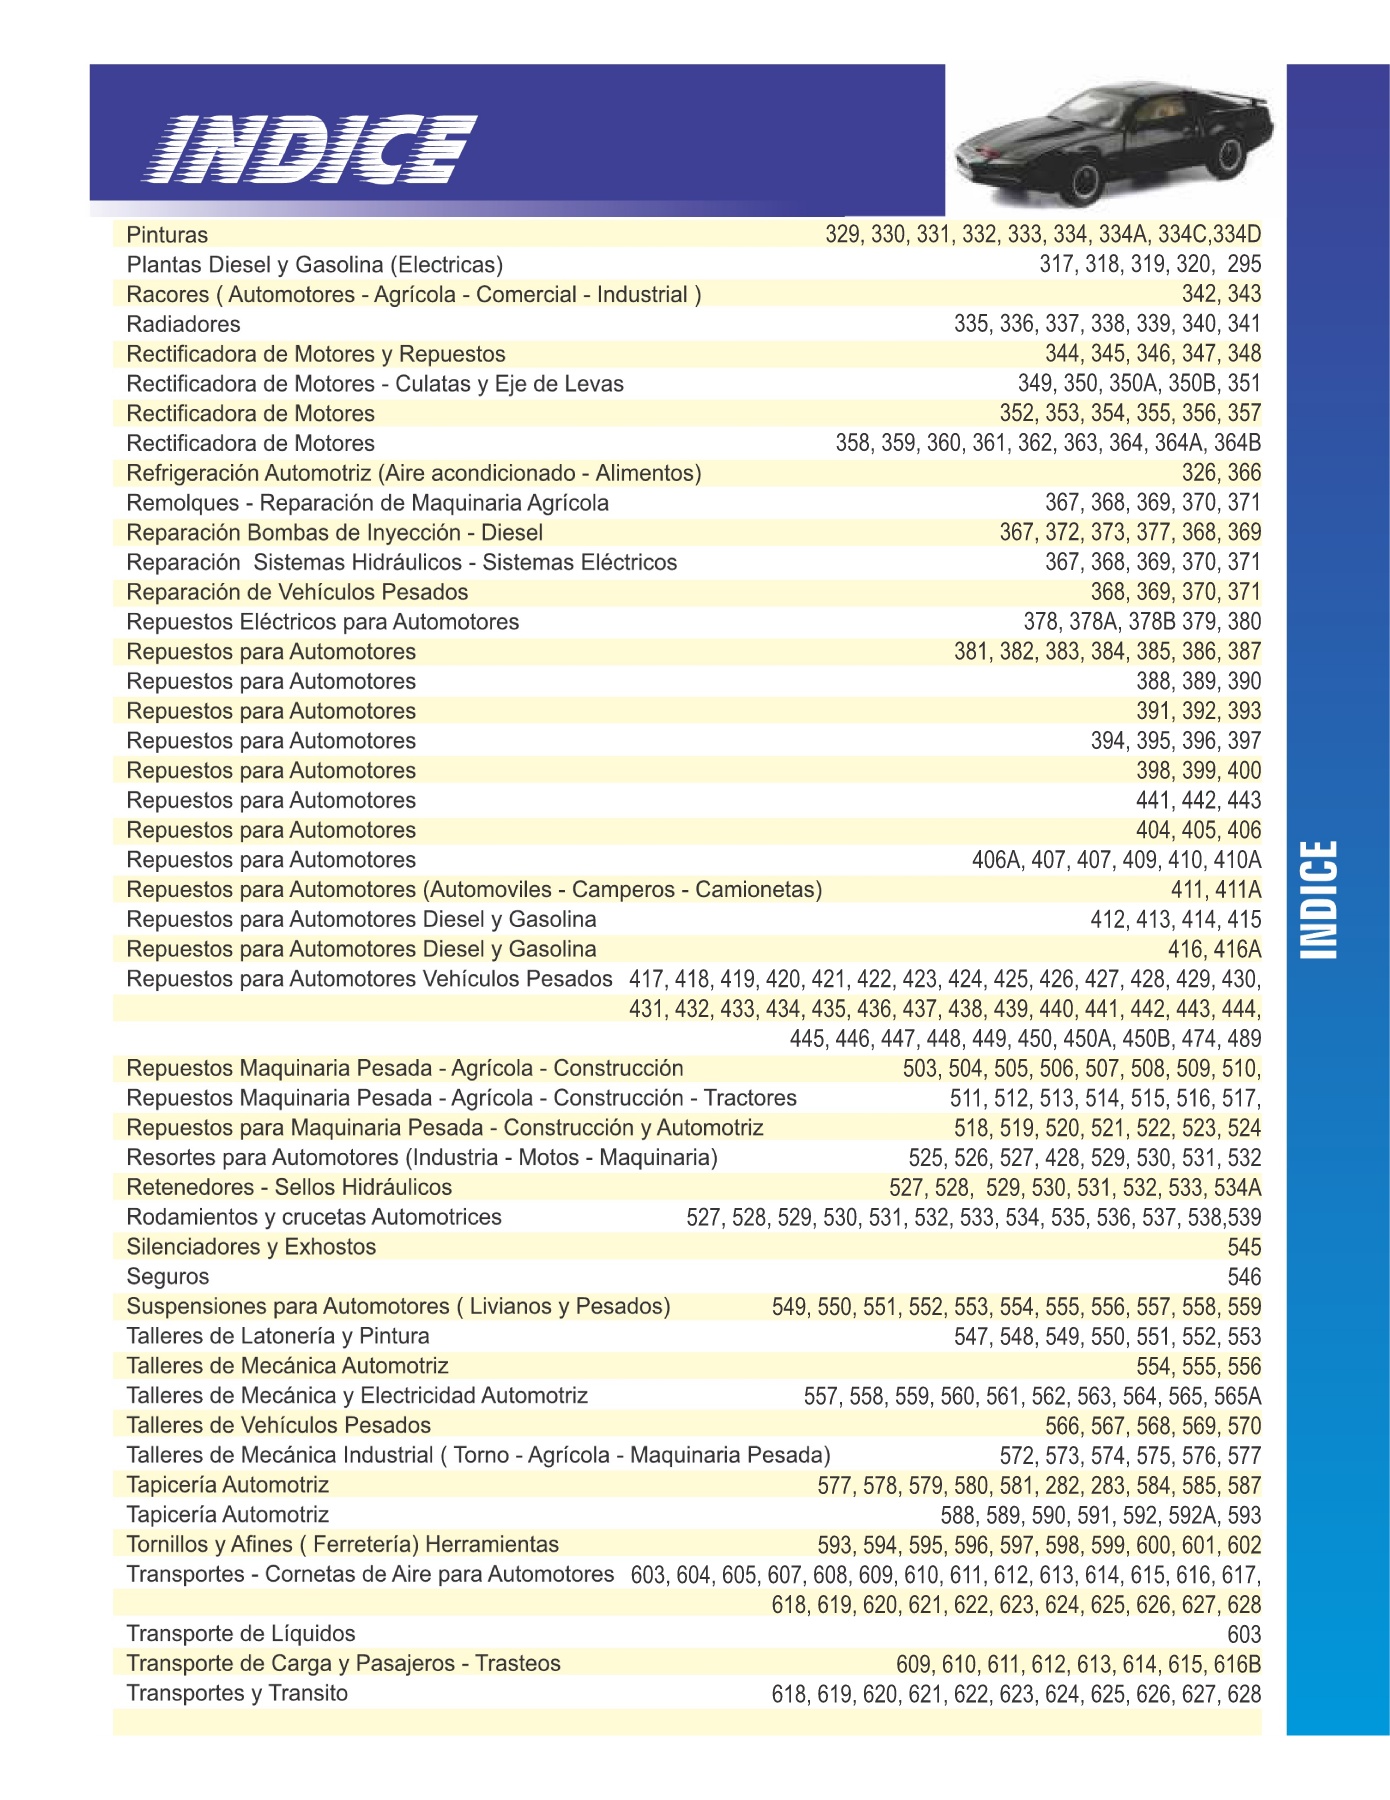 INDICE
Pinturas 329, 330, 331, 332, 333, 334, 334A, 334C,334D
Plantas Diesel y Gasolina (Electricas) 317, 318, 319, 320, 295
Racores ( Automotores - Agrícola - Comercial - Industrial ) 342, 343
Radiadores 335, 336, 337, 338, 339, 340, 341
Rectificadora de Motores y Repuestos 344, 345, 346, 347, 348
Rectificadora de Motores - Culatas y Eje de Levas 349, 350, 350A, 350B, 351
Rectificadora de Motores 352, 353, 354, 355, 356, 357
Rectificadora de Motores 358, 359, 360, 361, 362, 363, 364, 364A, 364B
Refrigeración Automotriz (Aire acondicionado - Alimentos) 326, 366
Remolques - Reparación de Maquinaria Agrícola 367, 368, 369, 370, 371
Reparación Bombas de Inyección - Diesel 367, 372, 373, 377, 368, 369
Reparación Sistemas Hidráulicos - Sistemas Eléctricos 367, 368, 369, 370, 371
Reparación de Vehículos Pesados 368, 369, 370, 371
Repuestos Eléctricos para Automotores 378, 378A, 378B 379, 380
Repuestos para Automotores 381, 382, 383, 384, 385, 386, 387
Repuestos para Automotores 388, 389, 390
Repuestos para Automotores 391, 392, 393
Repuestos para Automotores 394, 395, 396, 397
Repuestos para Automotores 398, 399, 400
Repuestos para Automotores 441, 442, 443
Repuestos para Automotores 404, 405, 406
Repuestos para Automotores 406A, 407, 407, 409, 410, 410A
Repuestos para Automotores (Automoviles - Camperos - Camionetas) 411, 411A
Repuestos para Automotores Diesel y Gasolina 412, 413, 414, 415
Repuestos para Automotores Diesel y Gasolina 416, 416A
Repuestos para Automotores Vehículos Pesados 417, 418, 419, 420, 421, 422, 423, 424, 425, 426, 427, 428, 429, 430,
431, 432, 433, 434, 435, 436, 437, 438, 439, 440, 441, 442, 443, 444,
445, 446, 447, 448, 449, 450, 450A, 450B, 474, 489
Repuestos Maquinaria Pesada - Agrícola - Construcción 503, 504, 505, 506, 507, 508, 509, 510,
Repuestos Maquinaria Pesada - Agrícola - Construcción - Tractores 511, 512, 513, 514, 515, 516, 517,
Repuestos para Maquinaria Pesada - Construcción y Automotriz 518, 519, 520, 521, 522, 523, 524
Resortes para Automotores (Industria - Motos - Maquinaria) 525, 526, 527, 428, 529, 530, 531, 532
Retenedores - Sellos Hidráulicos 527, 528, 529, 530, 531, 532, 533, 534A
Rodamientos y crucetas Automotrices 527, 528, 529, 530, 531, 532, 533, 534, 535, 536, 537, 538,539
Silenciadores y Exhostos 545
Seguros 546
Suspensiones para Automotores ( Livianos y Pesados) 549, 550, 551, 552, 553, 554, 555, 556, 557, 558, 559
Talleres de Latonería y Pintura 547, 548, 549, 550, 551, 552, 553
Talleres de Mecánica Automotriz 554, 555, 556
Talleres de Mecánica y Electricidad Automotriz 557, 558, 559, 560, 561, 562, 563, 564, 565, 565A
Talleres de Vehículos Pesados 566, 567, 568, 569, 570
Talleres de Mecánica Industrial ( Torno - Agrícola - Maquinaria Pesada) 572, 573, 574, 575, 576, 577
Tapicería Automotriz 577, 578, 579, 580, 581, 282, 283, 584, 585, 587
Tapicería Automotriz 588, 589, 590, 591, 592, 592A, 593
Tornillos y Afines ( Ferretería) Herramientas 593, 594, 595, 596, 597, 598, 599, 600, 601, 602
Transportes - Cornetas de Aire para Automotores 603, 604, 605, 607, 608, 609, 610, 611, 612, 613, 614, 615, 616, 617,
618, 619, 620, 621, 622, 623, 624, 625, 626, 627, 628
Transporte de Líquidos 603
Transporte de Carga y Pasajeros - Trasteos 609, 610, 611, 612, 613, 614, 615, 616B
Transportes y Transito 618, 619, 620, 621, 622, 623, 624, 625, 626, 627, 628
INDICE